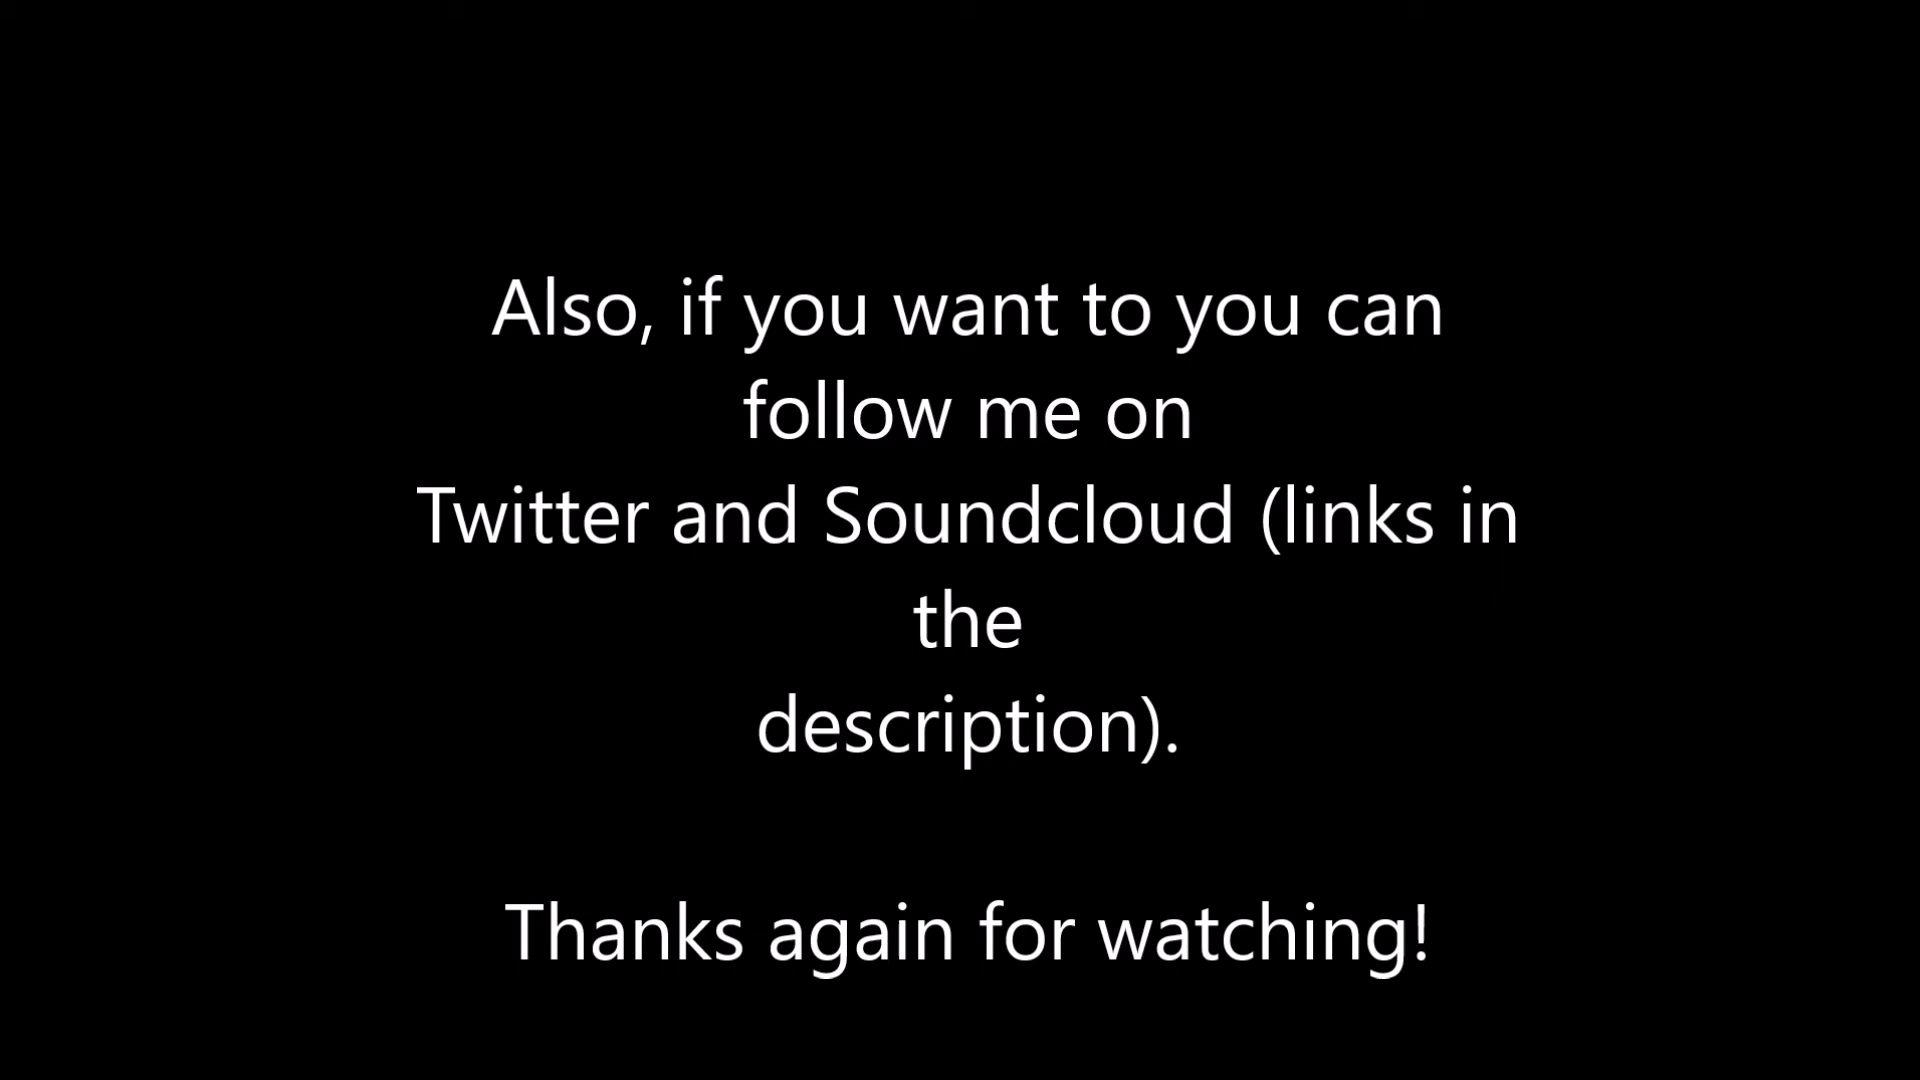 Also, if you want to you can
follow me on
Twitter and Soundcloud (links in
the
description).
Thanks again for watching!